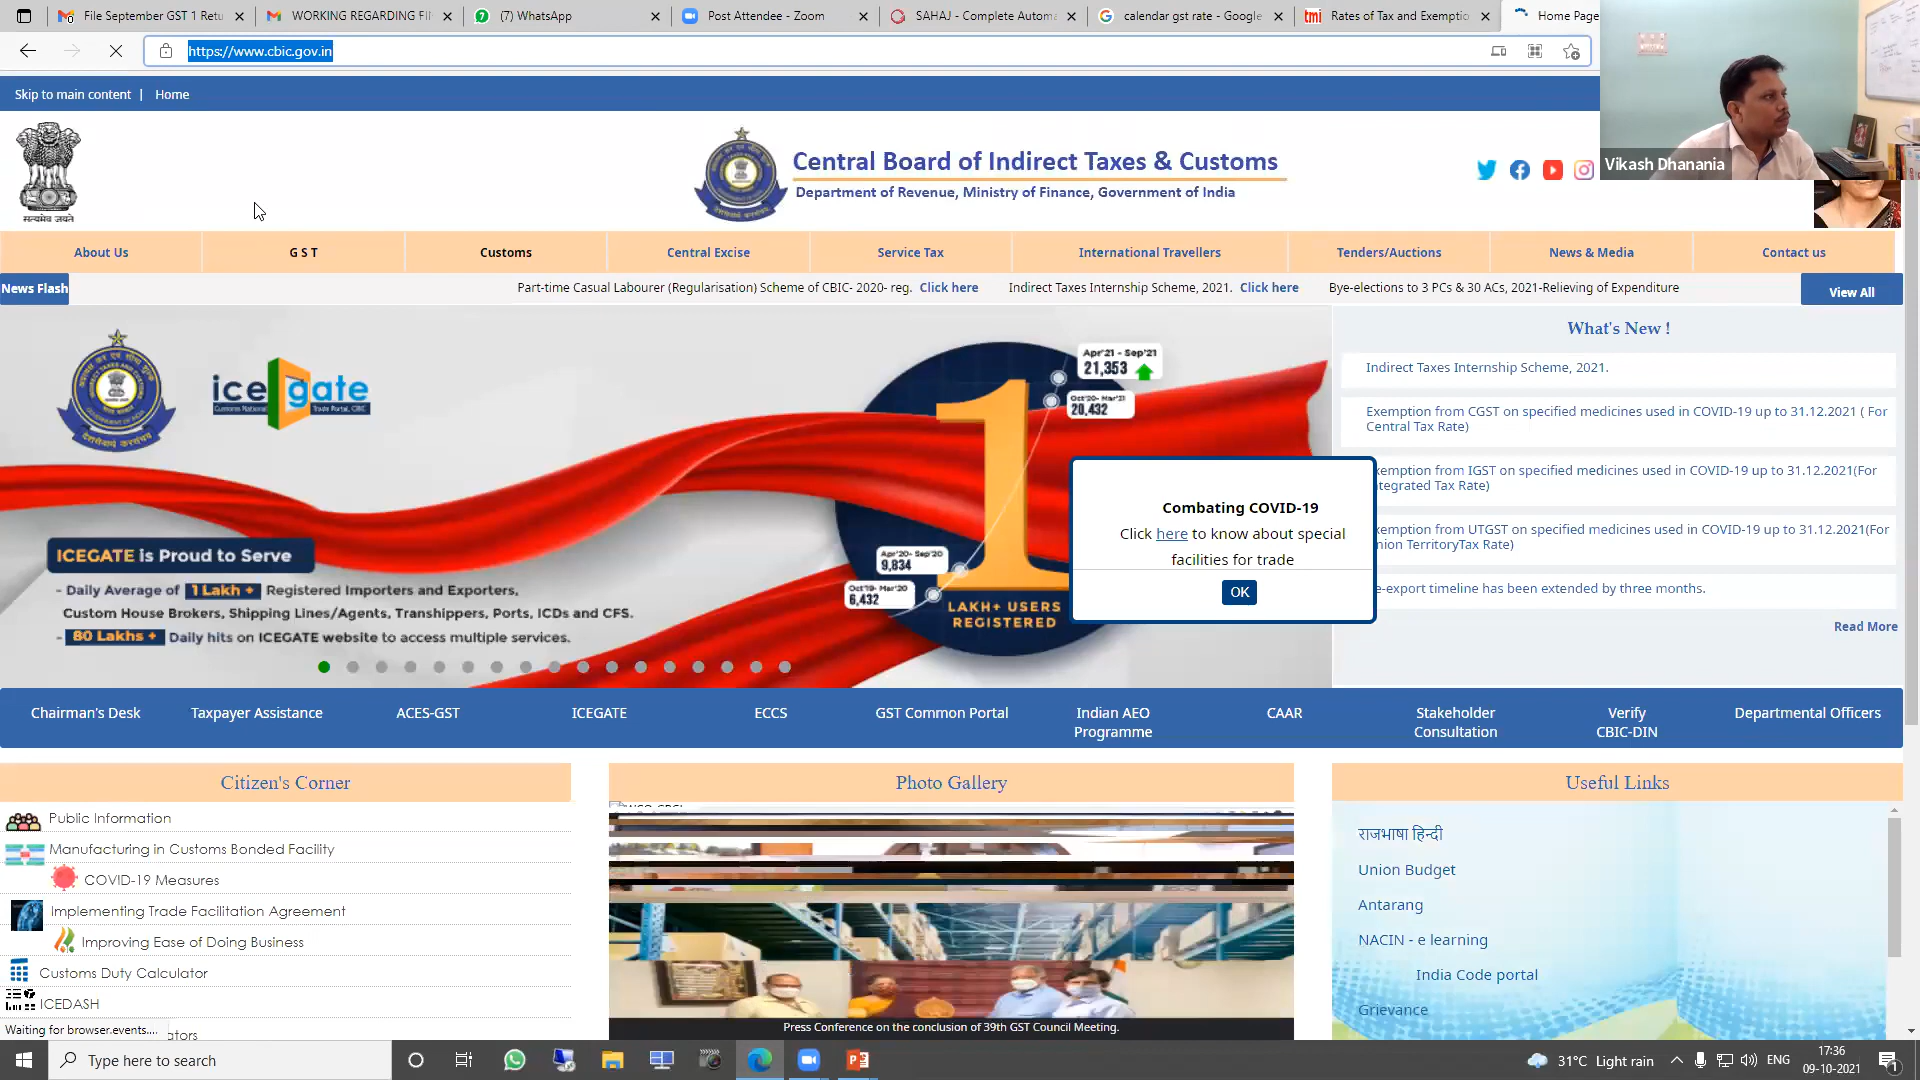 File September GST 1 Retu
WORKING REGARDING FI
(7) WhatsApp
Post Attendee - Zoom
SAHAJ - Complete Automa
calendar gst rate - Google
Rates of Tax and Exemptio
Home Page
https://www.cbic.gov.in
Skip to main content | Home
सत्यमेव जयते
Central Board of Indirect Taxes & Customs
Department of Revenue, Ministry of Finance, Government of India
Vikash Dhanania
About Us
G S T
Customs
Central Excise
Service Tax
International Travellers
Tenders/Auctions
News & Media
Contact us
News Flash
Part-time Casual Labourer (Regularisation) Scheme of CBIC- 2020- reg. Click here
Indirect Taxes Internship Scheme, 2021. Click here
Bye-elections to 3 PCs & 30 ACs, 2021-Relieving of Expenditure
View All
ice gate
Customs National Trade Portal, CBIC
Apr'21 - Sep'21
21,353
Oct'20- Mar'21
20,432
Apr'20- Sep'20
9,834
Oct'19- Mar'20
6,432
LAKH+ USERS
REGISTERED
ICEGATE is Proud to Serve
- Daily Average of 1 Lakh + Registered Importers and Exporters,
Custom House Brokers, Shipping Lines/Agents, Transhippers, Ports, ICDs and CFS.
- 80 Lakhs + Daily hits on ICEGATE website to access multiple services.
What's New !
Indirect Taxes Internship Scheme, 2021.
Exemption from CGST on specified medicines used in COVID-19 up to 31.12.2021 ( For
Central Tax Rate)
xemption from IGST on specified medicines used in COVID-19 up to 31.12.2021(For
tegrated Tax Rate)
xemption from UTGST on specified medicines used in COVID-19 up to 31.12.2021(For
nion TerritoryTax Rate)
e-export timeline has been extended by three months.
Read More
Combating COVID-19
Click here to know about special
facilities for trade
OK
Chairman's Desk
Taxpayer Assistance
ACES-GST
ICEGATE
ECCS
GST Common Portal
Indian AEO
Programme
CAAR
Stakeholder
Consultation
Verify
CBIC-DIN
Departmental Officers
Citizen's Corner
Public Information
Manufacturing in Customs Bonded Facility
COVID-19 Measures
Implementing Trade Facilitation Agreement
Improving Ease of Doing Business
Customs Duty Calculator
ICEDASH
ators
Waiting for browser.events....
Photo Gallery
Press Conference on the conclusion of 39th GST Council Meeting.
Useful Links
राजभाषा हिन्दी
Union Budget
Antarang
NACIN - e learning
India Code portal
Grievance
Type here to search
31°C Light rain
ENG
17:36
09-10-2021
1